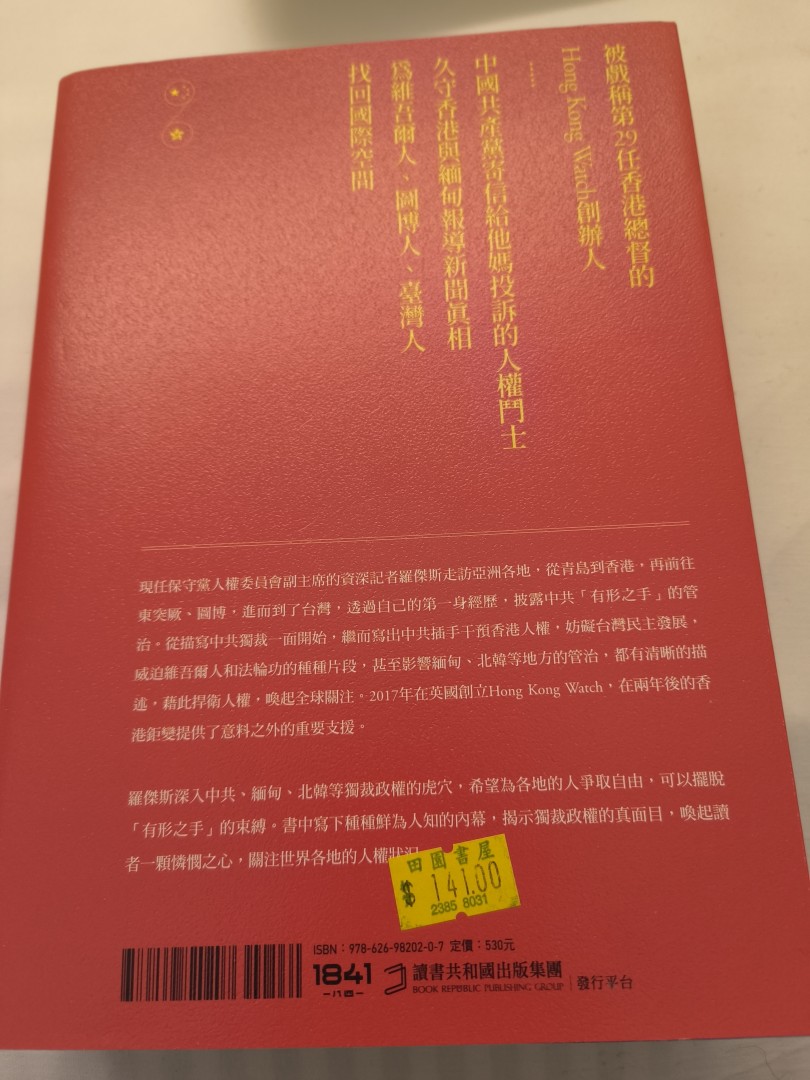 被戲稱第29任香港總督的
Hong Kong Watch創辦人
……
中國共產黨寄信給他媽投訴的人權鬥士
久守香港與緬甸報導新聞眞相
爲維吾爾人、圖博人、臺灣人
找回國際空間
現任保守黨人權委員會副主席的資深記者羅傑斯走訪亞洲各地，從青島到香港，再前往
東突厥、圖博，進而到了台灣，透過自己的第一身經歷，披露中共「有形之手」的管
治。從描寫中共獨裁一面開始，繼而寫出中共插手干預香港人權，妨礙台灣民主發展，
威迫維吾爾人和法輪功的種種片段，甚至影響緬甸、北韓等地方的管治，都有清晰的描
述，藉此捍衛人權，喚起全球關注。2017年在英國創立Hong Kong Watch，在兩年後的香
港鉅變提供了意料之外的重要支援。
羅傑斯深入中共、緬甸、北韓等獨裁政權的虎穴，希望為各地的人爭取自由，可以擺脫
「有形之手」的束縛。書中寫下種種鮮為人知的內幕，揭示獨裁政權的真面目，喚起讀
者一顆憐憫之心，關注世界各地的人權狀況
田園書屋
$ 141.00
2385 8031
ISBN：978-626-98202-0-7 定價：530元
1841
一八四一
讀書共和國出版集團
BOOK REPUBLIC PUBLISHING GROUP
發行平台